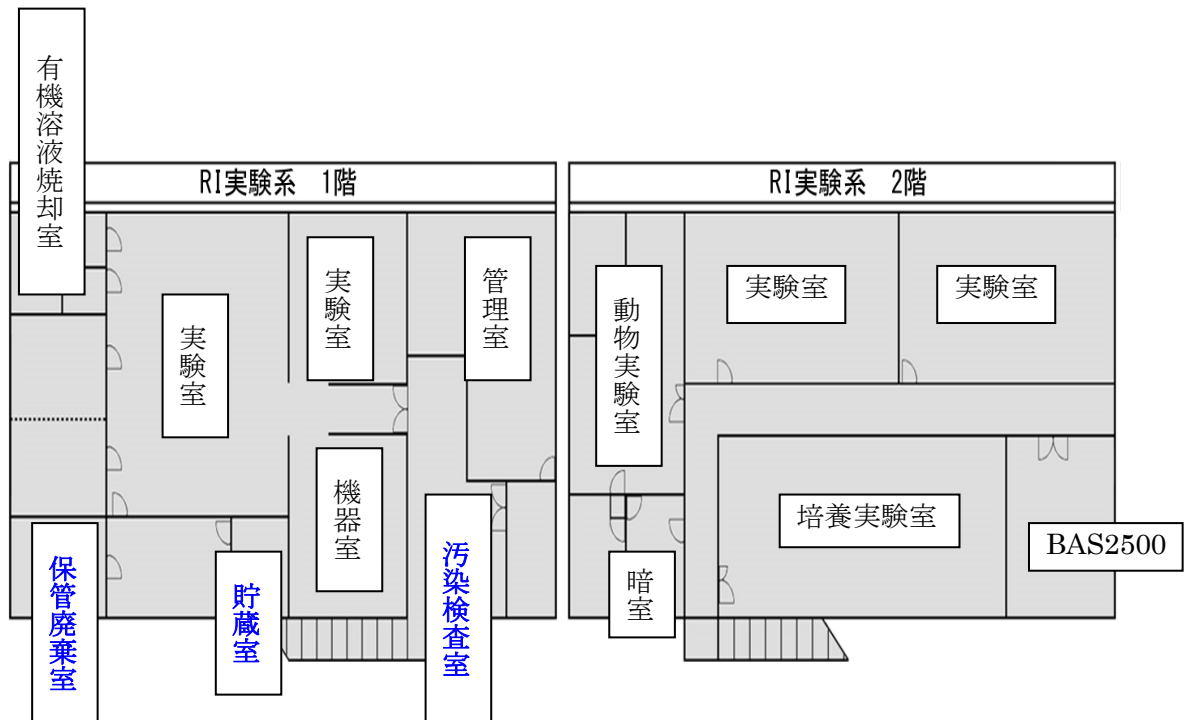 有機溶液焼却室
RI実験系 1階
実験室
実験室
管理室
機器室
保管廃棄室
貯蔵室
汚染検査室
RI実験系 2階
動物実験室
実験室
実験室
培養実験室
BAS2500
暗室